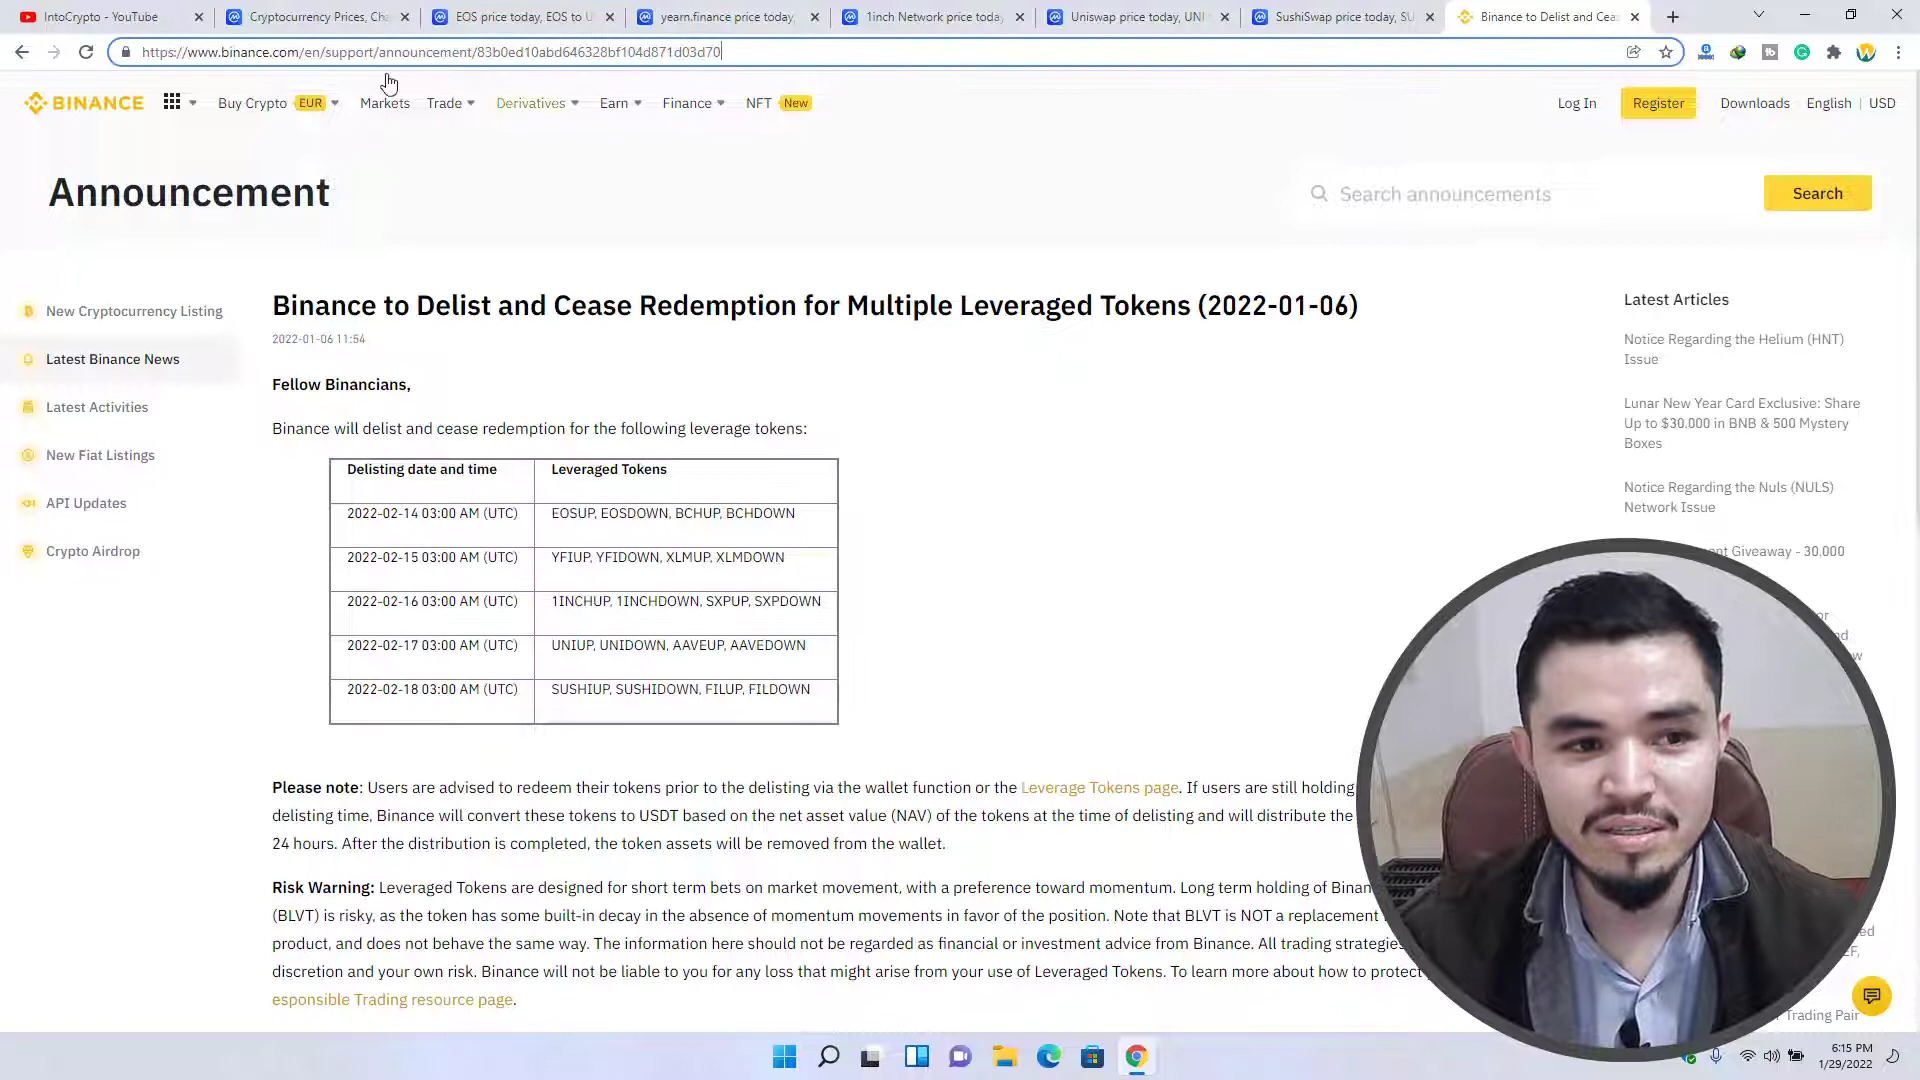 IntoCrypto - YouTube
Cryptocurrency Prices, Cha
EOS price today, EOS to U
yearn.finance price today,
1inch Network price toda
Uniswap price today, UNI
SushiSwap price today, SU
Binance to Delist and Cea
https://www.binance.com/en/support/announcement/83b0ed10abd646328bf104d871d03d70
BINANCE
Buy Crypto EUR
Markets
Trade
Derivatives
Earn
Finance
NFT New
Log In
Register
Downloads
English | USD
Announcement
Search announcements
Search
New Cryptocurrency Listing
Latest Binance News
Latest Activities
New Fiat Listings
API Updates
Crypto Airdrop
Binance to Delist and Cease Redemption for Multiple Leveraged Tokens (2022-01-06)
2022-01-06 11:54
Fellow Binancians,
Binance will delist and cease redemption for the following leverage tokens:
Delisting date and time Leveraged Tokens
2022-02-14 03:00 AM (UTC) EOSUP, EOSDOWN, BCHUP, BCHDOWN
2022-02-15 03:00 AM (UTC) YFIUP, YFIDOWN, XLMUP, XLMDOWN
2022-02-16 03:00 AM (UTC) 1INCHUP, 1INCHDOWN, SXPUP, SXPDOWN
2022-02-17 03:00 AM (UTC) UNIUP, UNIDOWN, AAVEUP, AAVEDOWN
2022-02-18 03:00 AM (UTC) SUSHIUP, SUSHIDOWN, FILUP, FILDOWN
Please note: Users are advised to redeem their tokens prior to the delisting via the wallet function or the Leverage Tokens page. If users are still holding
delisting time, Binance will convert these tokens to USDT based on the net asset value (NAV) of the tokens at the time of delisting and will distribute the
24 hours. After the distribution is completed, the token assets will be removed from the wallet.
Risk Warning: Leveraged Tokens are designed for short term bets on market movement, with a preference toward momentum. Long term holding of Binan
(BLVT) is risky, as the token has some built-in decay in the absence of momentum movements in favor of the position. Note that BLVT is NOT a replacement
product, and does not behave the same way. The information here should not be regarded as financial or investment advice from Binance. All trading strategies
discretion and your own risk. Binance will not be liable to you for any loss that might arise from your use of Leveraged Tokens. To learn more about how to protect
esponsible Trading resource page.
Latest Articles
Notice Regarding the Helium (HNT)
Issue
Lunar New Year Card Exclusive: Share
Up to $30,000 in BNB & 500 Mystery
Boxes
Notice Regarding the Nuls (NULS)
Network Issue
ent Giveaway - 30,000
or
nd
w
ed
EF,
Trading Pair
6:15 PM
1/29/2022